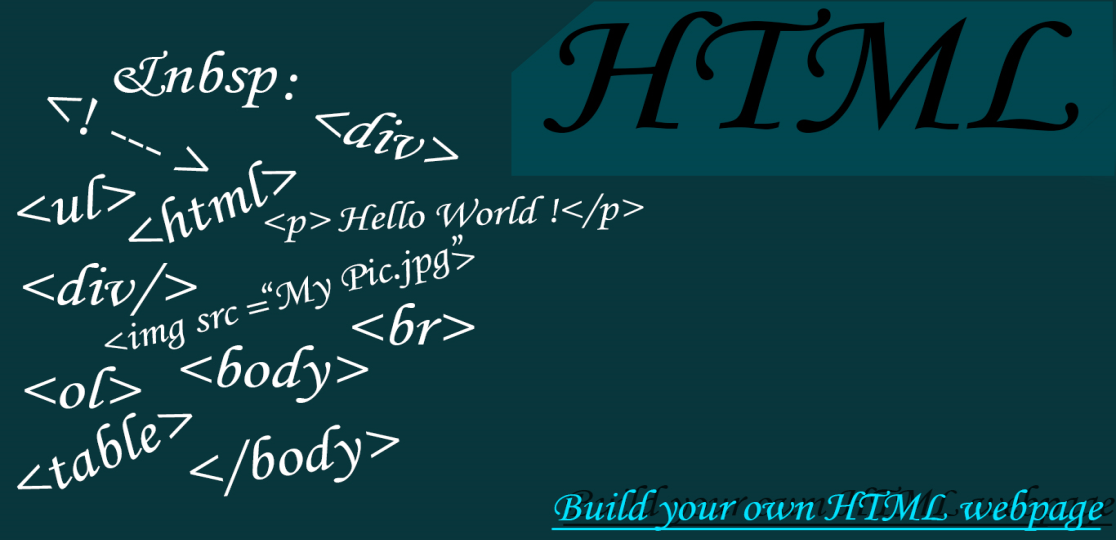 HTML
&nbsp:
<! --- >
<div>
<ul>
<html>
<p> Hello World !</p>
<div/>
<img src =“My Pic.jpg”>
<br>
<body>
<ol>
<table>
</body>
Build your own HTML webpage